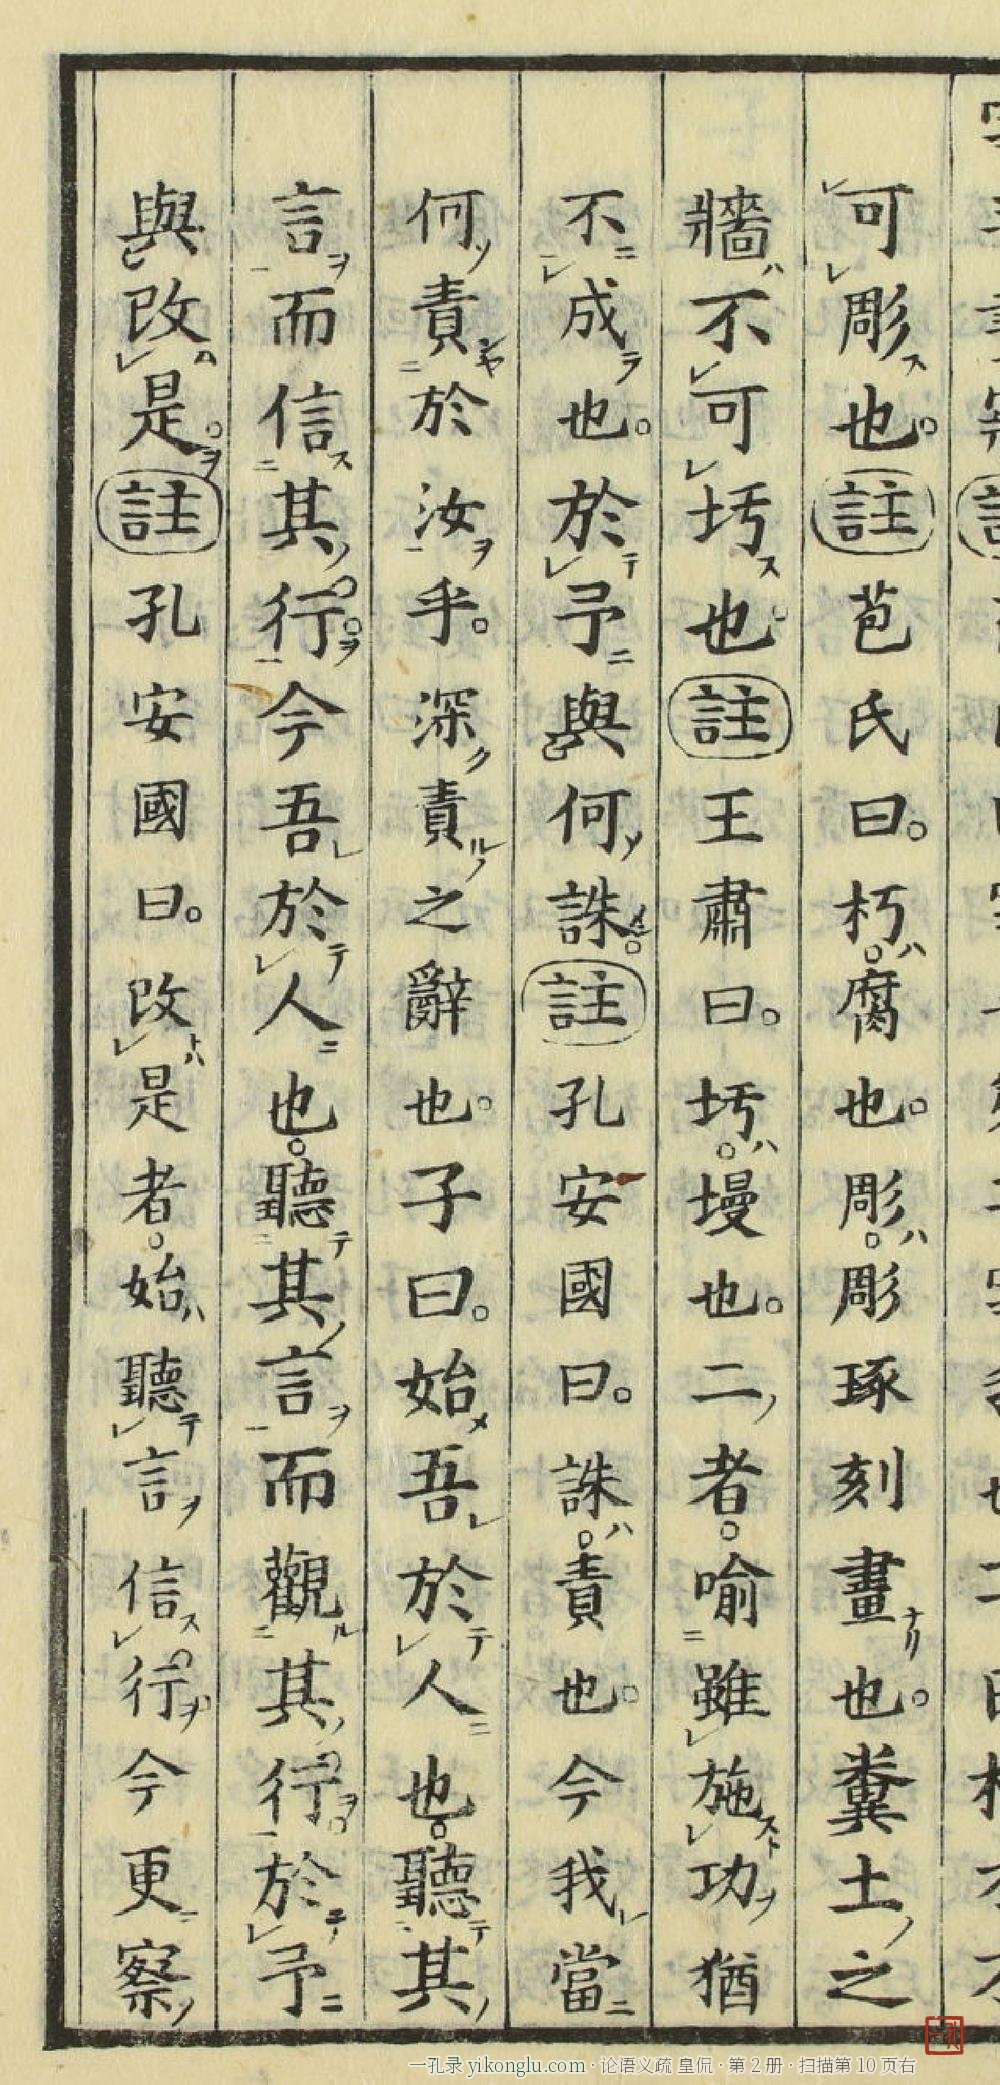 可彫也。註苞氏曰。朽。腐也。彫。彫琢刻畫也。糞土之
牆不可圬也註王肅曰。圬。墁也。二者。喻雖施功猶
不成也。於予與何誅。註孔安國曰。誅。責也。今我當
何責於汝乎。深責之辭也。子曰。始吾於人也。聽其
言而信其行。今吾於人也。聽其言而觀其行。於予
與改是。註孔安國曰。改是者。始聽言信行。今更察
一孔录 yikonglu.com · 论语义疏 皇侃 · 第 2 册 · 扫描第 10 页右